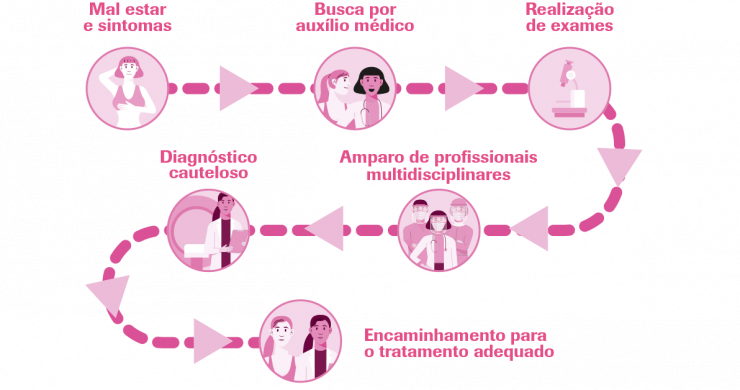 Mal estar
e sintomas
Busca por
auxílio médico
Realização
de exames
Amparo de profissionais
multidisciplinares
Diagnóstico
cauteloso
Encaminhamento para
o tratamento adequado